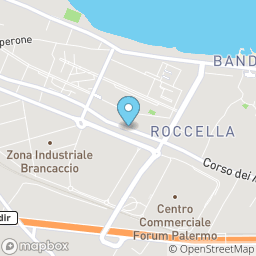 perone
BAND
ROCCELLA
Zona Industriale
Brancaccio
Corso dei
Centro
Commerciale
Forum Palermo
dir
mapbox
© OpenStreetMap